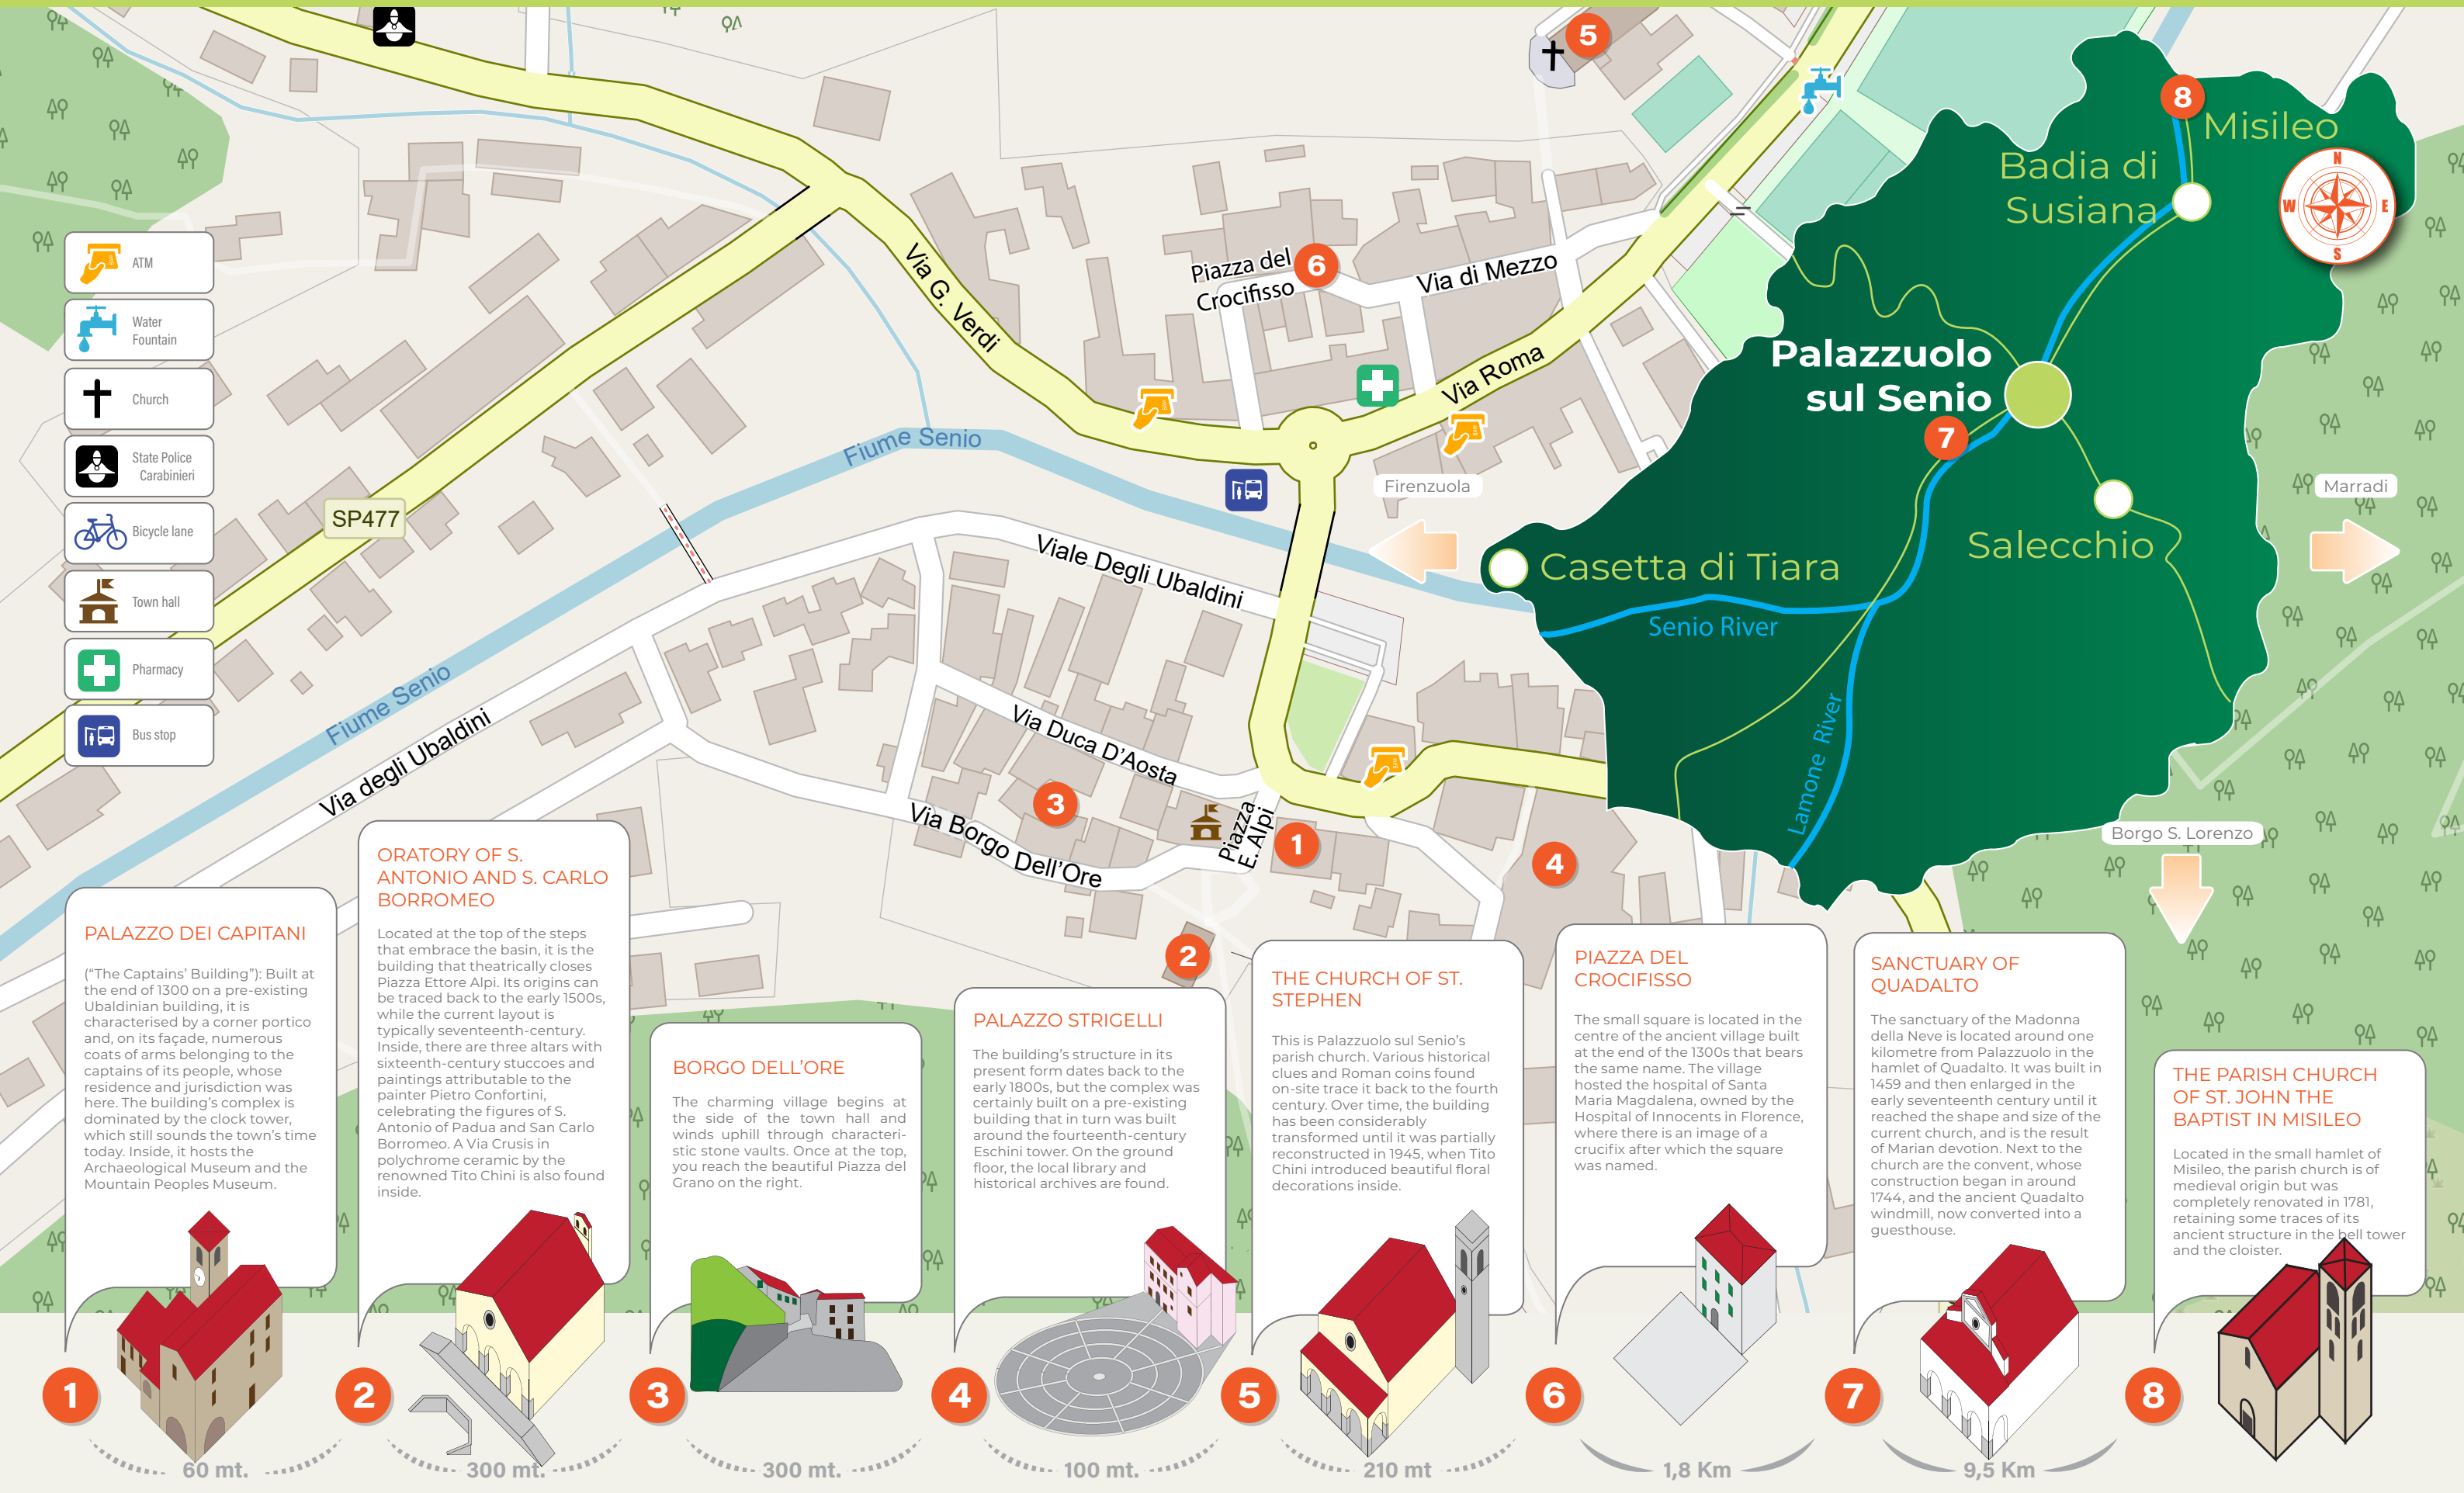 5
8
Misileo
Badia di
Susiana
N
W
E
S
ATM
Water
Fountain
Church
State Police
Carabinieri
Bicycle lane
Town hall
Pharmacy
Bus stop
Via G. Verdi
Piazza del
Crocifisso
6
Via di Mezzo
Via Roma
Palazzuolo
sul Senio
7
Fiume Senio
Firenzuola
Marradi
SP477
Casetta di Tiara
Salecchio
Senio River
Viale Degli Ubaldini
Fiume Senio
Via degli Ubaldini
Via Duca D'Aosta
Lamone River
3
Via Borgo Dell'Ore
Piazza
E. Alpi
1
4
Borgo S. Lorenzo
2
PALAZZO DEI CAPITANI
(“The Captains’ Building”): Built at
the end of 1300 on a pre-existing
Ubaldinian building, it is
characterised by a corner portico
and, on its façade, numerous
coats of arms belonging to the
captains of its people, whose
residence and jurisdiction was
here. The building’s complex is
dominated by the clock tower,
which still sounds the town’s time
today. Inside, it hosts the
Archaeological Museum and the
Mountain Peoples Museum.
ORATORY OF S.
ANTONIO AND S. CARLO
BORROMEO
Located at the top of the steps
that embrace the basin, it is the
building that theatrically closes
Piazza Ettore Alpi. Its origins can
be traced back to the early 1500s,
while the current layout is
typically seventeenth-century.
Inside, there are three altars with
sixteenth-century stuccoes and
paintings attributable to the
painter Pietro Confortini,
celebrating the figures of S.
Antonio of Padua and San Carlo
Borromeo. A Via Crusis in
polychrome ceramic by the
renowned Tito Chini is also found
inside.
BORGO DELL’ORE
The charming village begins at
the side of the town hall and
winds uphill through characteri-
stic stone vaults. Once at the top,
you reach the beautiful Piazza del
Grano on the right.
PALAZZO STRIGELLI
The building’s structure in its
present form dates back to the
early 1800s, but the complex was
certainly built on a pre-existing
building that in turn was built
around the fourteenth-century
Eschini tower. On the ground
floor, the local library and
historical archives are found.
THE CHURCH OF ST.
STEPHEN
This is Palazzuolo sul Senio’s
parish church. Various historical
clues and Roman coins found
on-site trace it back to the fourth
century. Over time, the building
has been considerably
transformed until it was partially
reconstructed in 1945, when Tito
Chini introduced beautiful floral
decorations inside.
PIAZZA DEL
CROCIFISSO
The small square is located in the
centre of the ancient village built
at the end of the 1300s that bears
the same name. The village
hosted the hospital of Santa
Maria Magdalena, owned by the
Hospital of Innocents in Florence,
where there is an image of a
crucifix after which the square
was named.
SANCTUARY OF
QUADALTO
The sanctuary of the Madonna
della Neve is located around one
kilometre from Palazzuolo in the
hamlet of Quadalto. It was built in
1459 and then enlarged in the
early seventeenth century until it
reached the shape and size of the
current church, and is the result
of Marian devotion. Next to the
church are the convent, whose
construction began in around
1744, and the ancient Quadalto
windmill, now converted into a
guesthouse.
THE PARISH CHURCH
OF ST. JOHN THE
BAPTIST IN MISILEO
Located in the small hamlet of
Misileo, the parish church is of
medieval origin but was
completely renovated in 1781,
retaining some traces of its
ancient structure in the bell tower
and the cloister.
1
2
3
4
5
6
7
8
60 mt.
300 mt.
300 mt.
100 mt.
210 mt
1,8 Km
9,5 Km